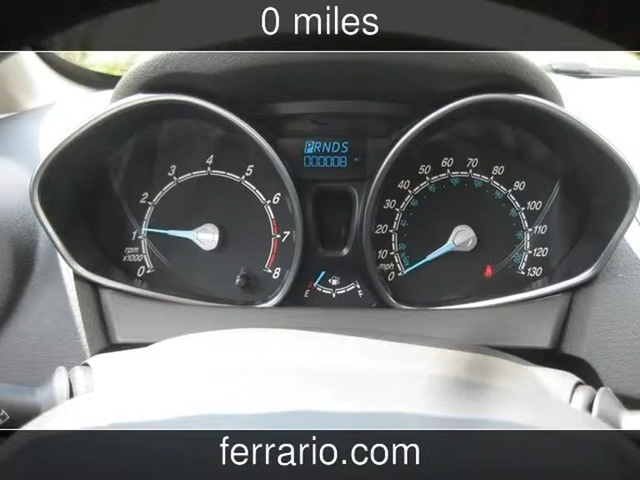 0 miles
PRNDS
000008
0 1 2 3 4 5 6 7 8
rpm
x1000
0 10 20 30 40 50 60 70 80 90 100 110 120 130
mph
E F
ferrario.com